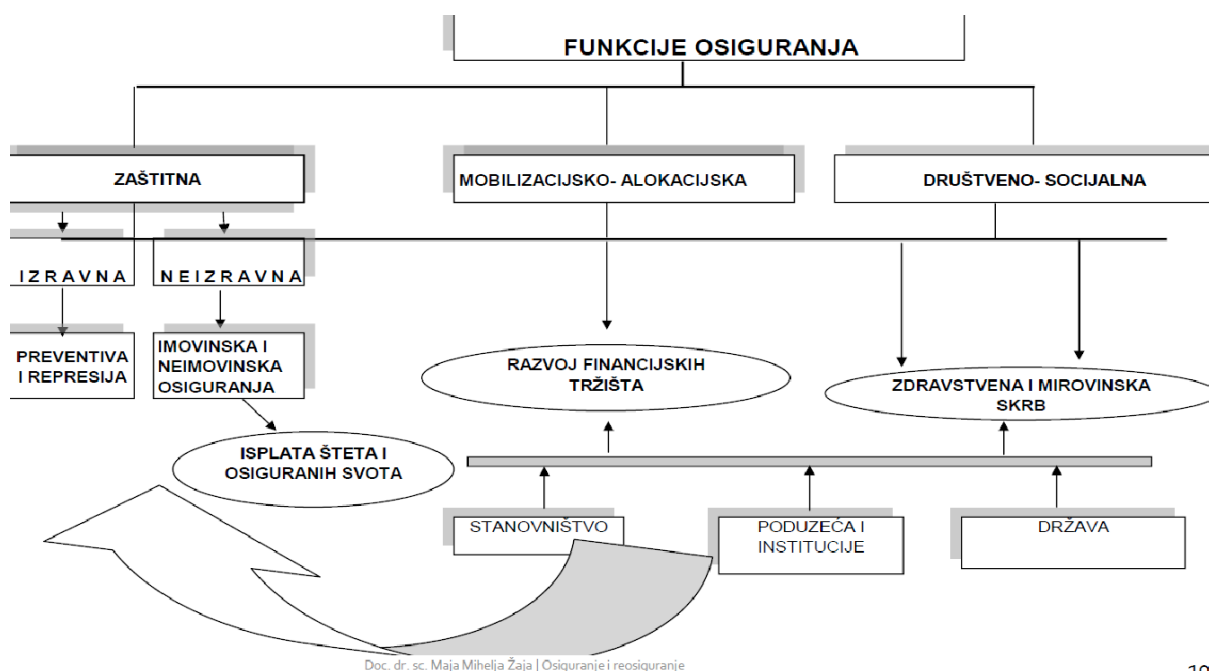 FUNKCIJE OSIGURANJA
ZAŠTITNA
MOBILIZACIJSKO- ALOKACIJSKA
DRUŠTVENO- SOCIJALNA
IZRAVNA
NEIZRAVNA
PREVENTIVA
I REPRESIJA
IMOVINSKA I
NEIMOVINSKA
OSIGURANJA
RAZVOJ FINANCIJSKIH
TRŽIŠTA
ZDRAVSTVENA I MIROVINSKA
SKRB
ISPLATA ŠTETA I
OSIGURANIH SVOTA
STANOVNIŠTVO
PODUZEĆA I
INSTITUCIJE
DRŽAVA
Doc. dr. sc. Maja Mihelja Žaja | Osiguranje i reosiguranje